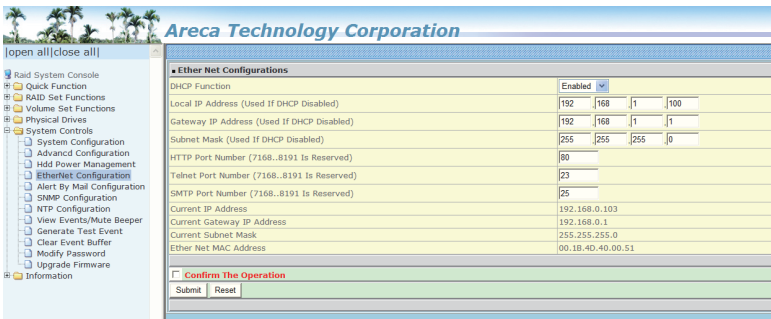 Areca Technology Corporation
|open all|close all|
Raid System Console
Quick Function
RAID Set Functions
Volume Set Functions
Physical Drives
System Controls
System Configuration
Advancd Configuration
Hdd Power Management
EtherNet Configuration
Alert By Mail Configuration
SNMP Configuration
NTP Configuration
View Events/Mute Beeper
Generate Test Event
Clear Event Buffer
Modify Password
Upgrade Firmware
Information
Ether Net Configurations
DHCP Function Enabled
Local IP Address (Used If DHCP Disabled) 192 .168 .1 .100
Gateway IP Address (Used If DHCP Disabled) 192 .168 .1 .1
Subnet Mask (Used If DHCP Disabled) 255 .255 .255 .0
HTTP Port Number (7168..8191 Is Reserved) 80
Telnet Port Number (7168..8191 Is Reserved) 23
SMTP Port Number (7168..8191 Is Reserved) 25
Current IP Address 192.168.0.103
Current Gateway IP Address 192.168.0.1
Current Subnet Mask 255.255.255.0
Ether Net MAC Address 00.1B.4D.40.00.51
Confirm The Operation
Submit Reset